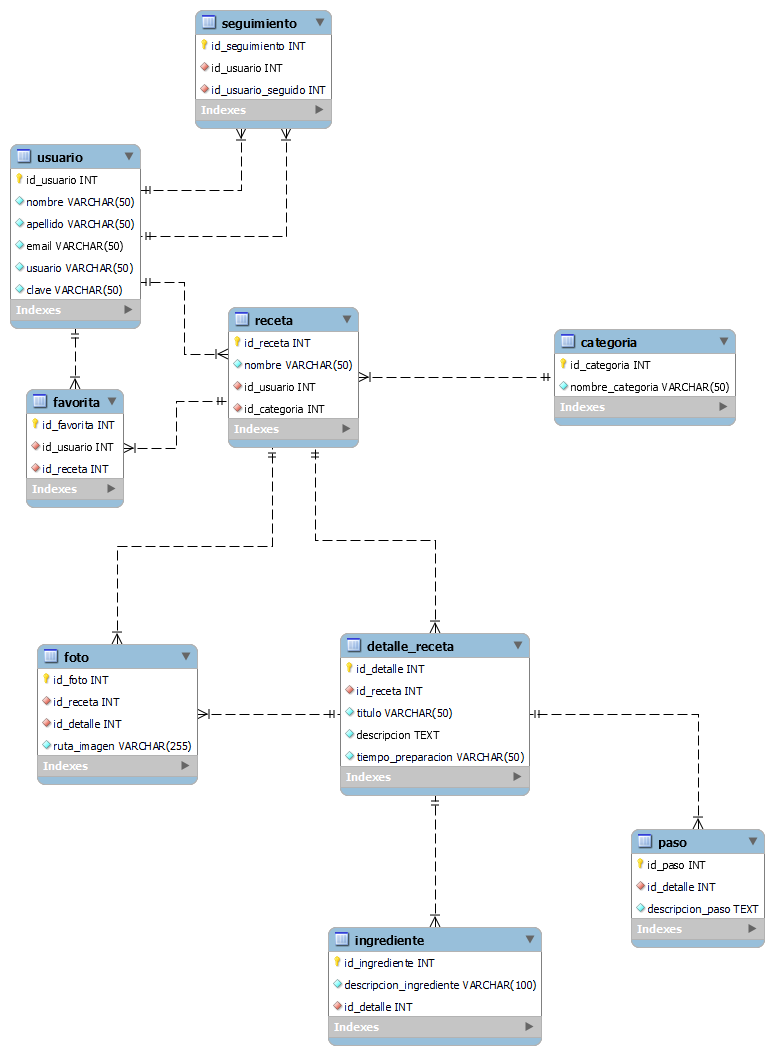 seguimiento
id_seguimiento INT
id_usuario INT
id_usuario_seguido INT
Indexes
usuario
id_usuario INT
nombre VARCHAR(50)
apellido VARCHAR(50)
email VARCHAR(50)
usuario VARCHAR(50)
clave VARCHAR(50)
Indexes
receta
id_receta INT
nombre VARCHAR(50)
id_usuario INT
id_categoria INT
Indexes
categoria
id_categoria INT
nombre_categoria VARCHAR(50)
Indexes
favorita
id_favorita INT
id_usuario INT
id_receta INT
Indexes
foto
id_foto INT
id_receta INT
id_detalle INT
ruta_imagen VARCHAR(255)
Indexes
detalle_receta
id_detalle INT
id_receta INT
titulo VARCHAR(50)
descripcion TEXT
tiempo_preparacion VARCHAR(50)
Indexes
paso
id_paso INT
id_detalle INT
descripcion_paso TEXT
Indexes
ingrediente
id_ingrediente INT
descripcion_ingrediente VARCHAR(100)
id_detalle INT
Indexes